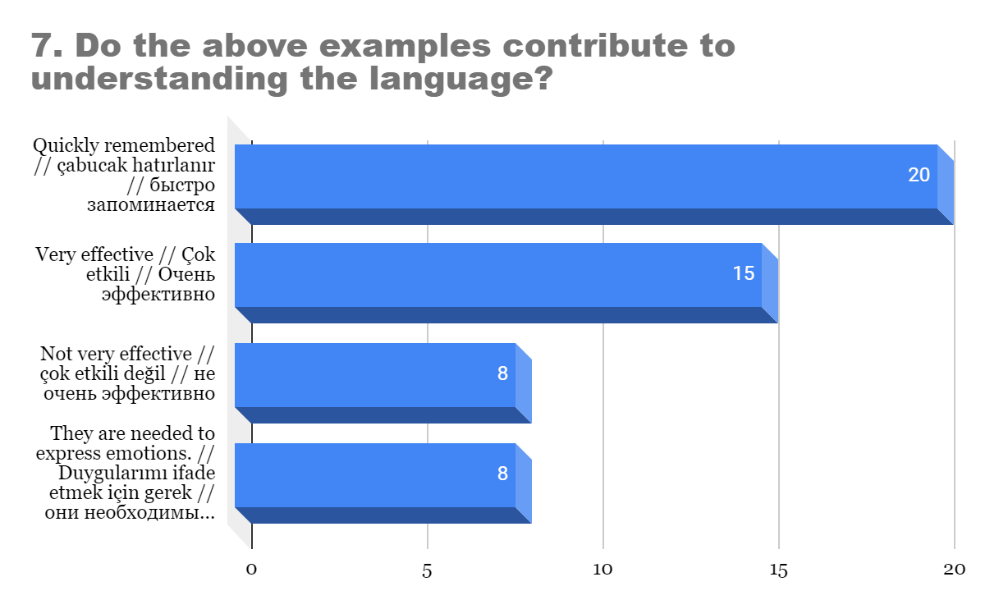 7. Do the above examples contribute to
understanding the language?
Quickly remembered
// çabucak hatırlanır
// быстро
запоминается
20
Very effective // Çok
etkili // Очень
эффективно
15
Not very effective //
çok etkili değil // не
очень эффективно
8
They are needed to
express emotions. //
Duygularımı ifade
etmek için gerek //
они необходимы...
8
0 5 10 15 20